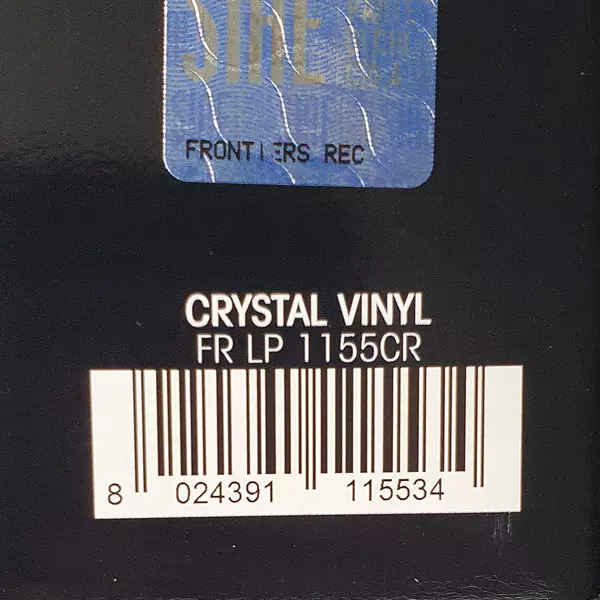 FRONTIERS REC
CRYSTAL VINYL
FR LP 1155CR
8 024391 115534